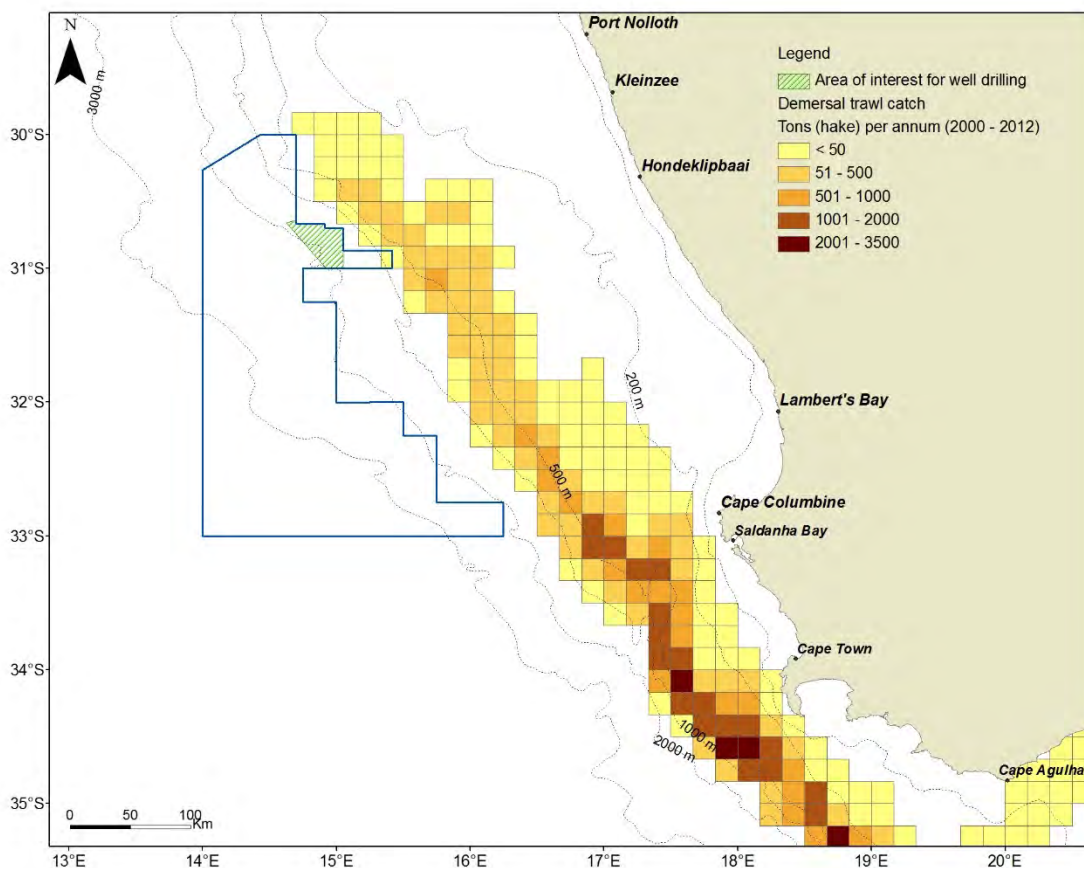 N
Port Nolloth
Legend
Area of interest for well drilling
Kleinzee
Demersal trawl catch
3000 m
Tons (hake) per annum (2000 - 2012)
30°S
< 50
51 - 500
Hondeklipbaai
501 - 1000
1001 - 2000
2001 - 3500
31°S
200 m
32°S
Lambert's Bay
500 m
Cape Columbine
33°S
Saldanha Bay
Cape Town
34°S
1000 m
2000 m
Cape Agulha
35°S
0 50 100
Km
13°E 14°E 15°E 16°E 17°E 18°E 19°E 20°E